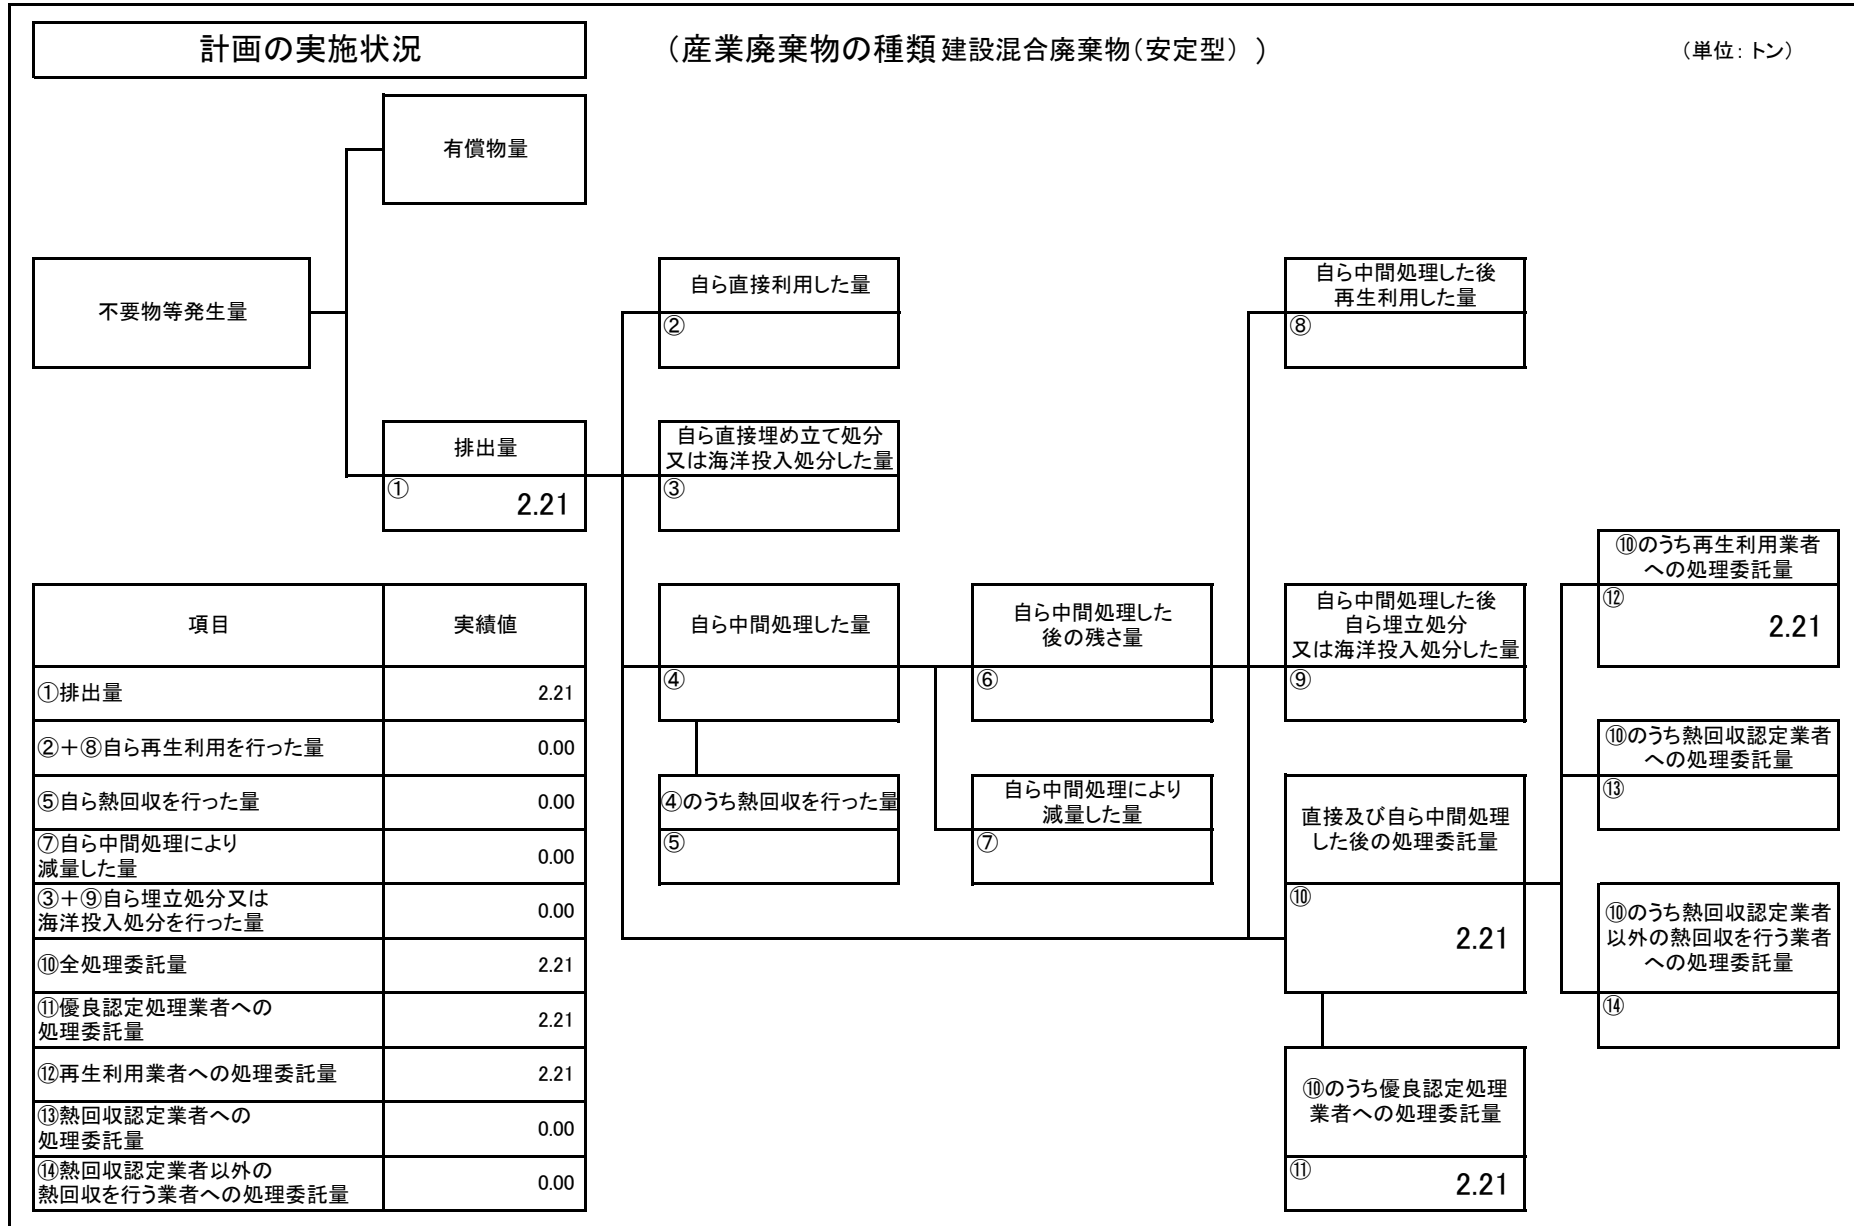 計画の実施状況
（産業廃棄物の種類 建設混合廃棄物（安定型） ）
（単位：トン）
有償物量
不要物等発生量
自ら直接利用した量
②
自ら中間処理した後
再生利用した量
⑧
排出量
①
2.21
自ら直接埋め立て処分
又は海洋投入処分した量
③
⑩のうち再生利用業者
への処理委託量
⑫
2.21
自ら中間処理した量
④
自ら中間処理した
後の残さ量
⑥
自ら中間処理した後
自ら埋立処分
又は海洋投入処分した量
⑨
⑩のうち熱回収認定業者
への処理委託量
⑬
④のうち熱回収を行った量
⑤
自ら中間処理により
減量した量
⑦
直接及び自ら中間処理
した後の処理委託量
⑩
2.21
⑩のうち熱回収認定業者
以外の熱回収を行う業者
への処理委託量
⑭
⑩のうち優良認定処理
業者への処理委託量
⑪
2.21
項目 実績値
①排出量 2.21
②＋⑧自ら再生利用を行った量 0.00
⑤自ら熱回収を行った量 0.00
⑦自ら中間処理により
減量した量 0.00
③＋⑨自ら埋立処分又は
海洋投入処分を行った量 0.00
⑩全処理委託量 2.21
⑪優良認定処理業者への
処理委託量 2.21
⑫再生利用業者への処理委託量 2.21
⑬熱回収認定業者への
処理委託量 0.00
⑭熱回収認定業者以外の
熱回収を行う業者への処理委託量 0.00